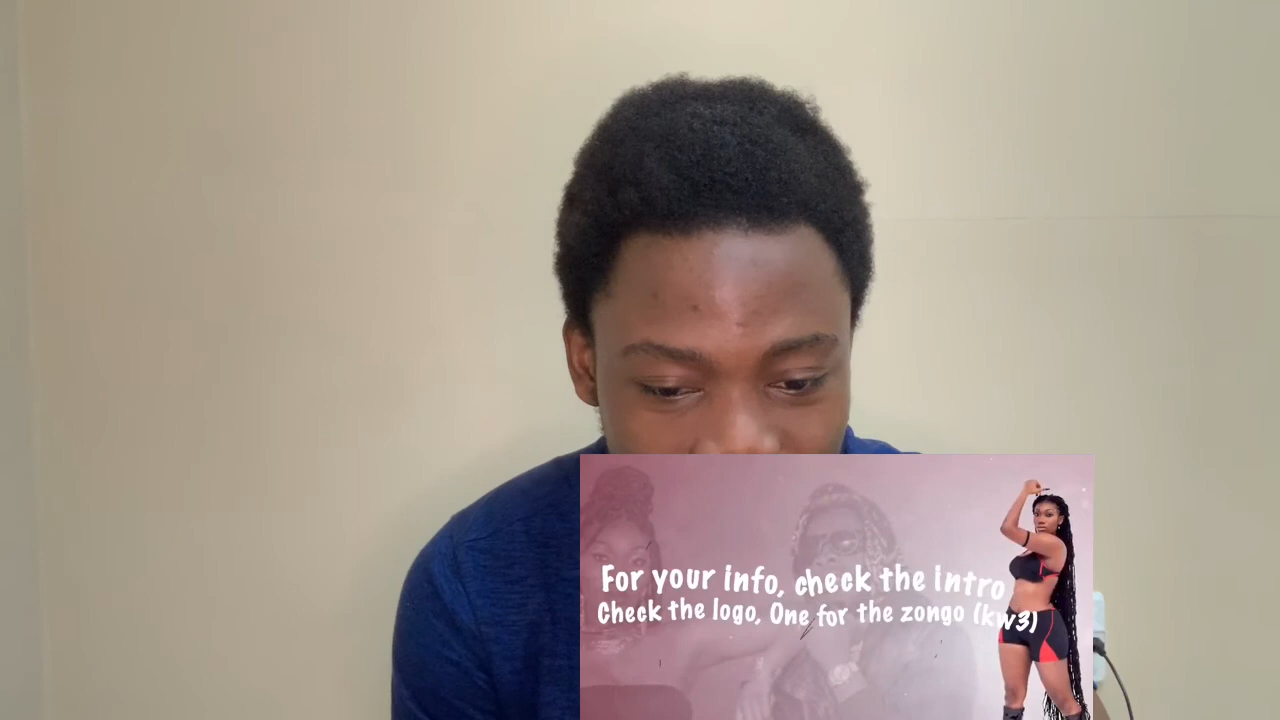 For your info, check the intro
Check the logo, One for the zongo (kw3)